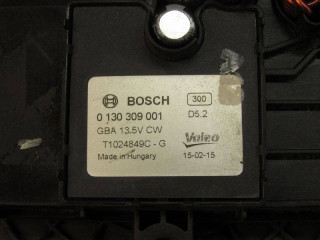 BOSCH 300
0 130 309 001 D5.2
GBA 13.5V CW
T1024849C - G Valeo
Made in Hungary 15-02-15